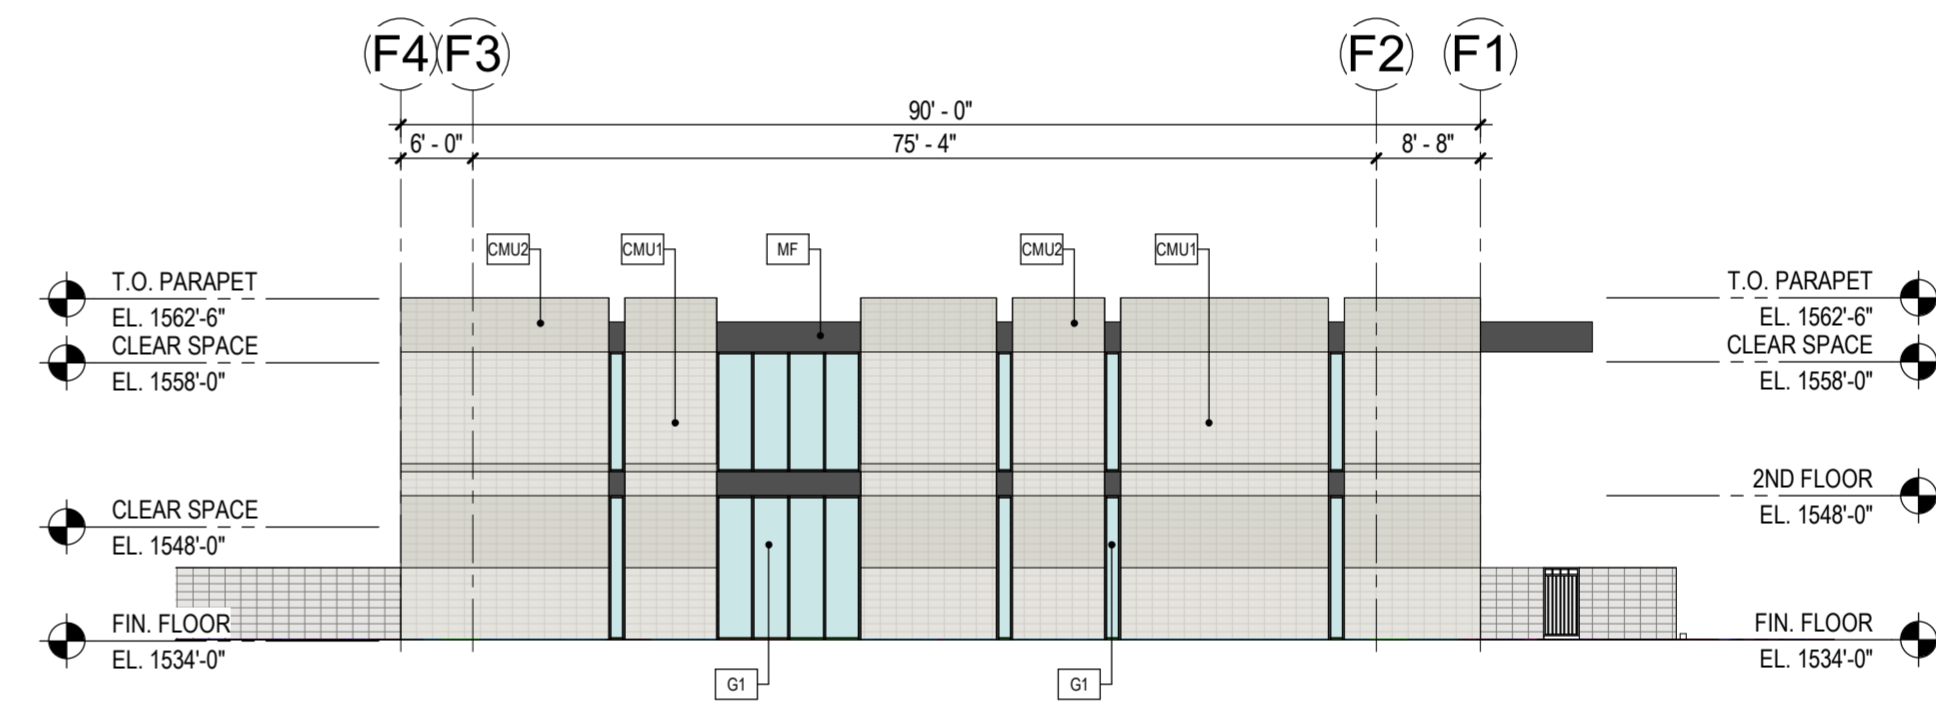 F4 F3 F2 F1
90' - 0"
6' - 0" 75' - 4" 8' - 8"
CMU2 CMU1 MF CMU2 CMU1
T.O. PARAPET
EL. 1562'-6"
CLEAR SPACE
EL. 1558'-0"
CLEAR SPACE
EL. 1548'-0"
FIN. FLOOR
EL. 1534'-0"
T.O. PARAPET
EL. 1562'-6"
CLEAR SPACE
EL. 1558'-0"
2ND FLOOR
EL. 1548'-0"
FIN. FLOOR
EL. 1534'-0"
G1 G1